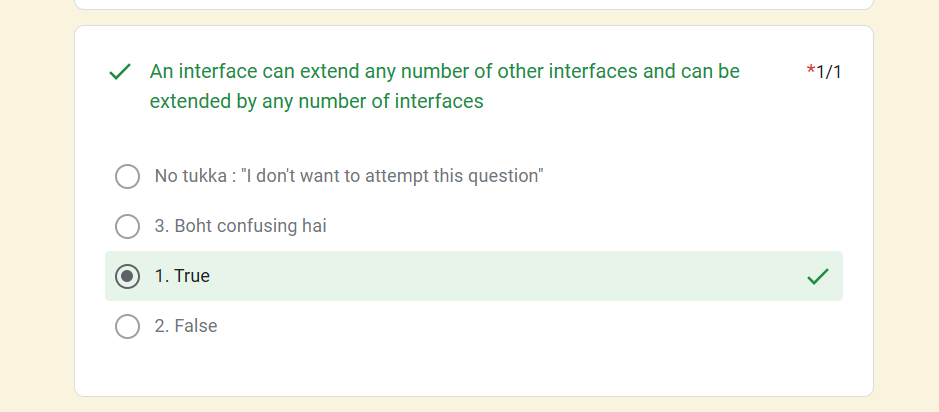 An interface can extend any number of other interfaces and can be
*1/1
extended by any number of interfaces
No tukka : "I don't want to attempt this question"
3. Boht confusing hai
1. True
2. False